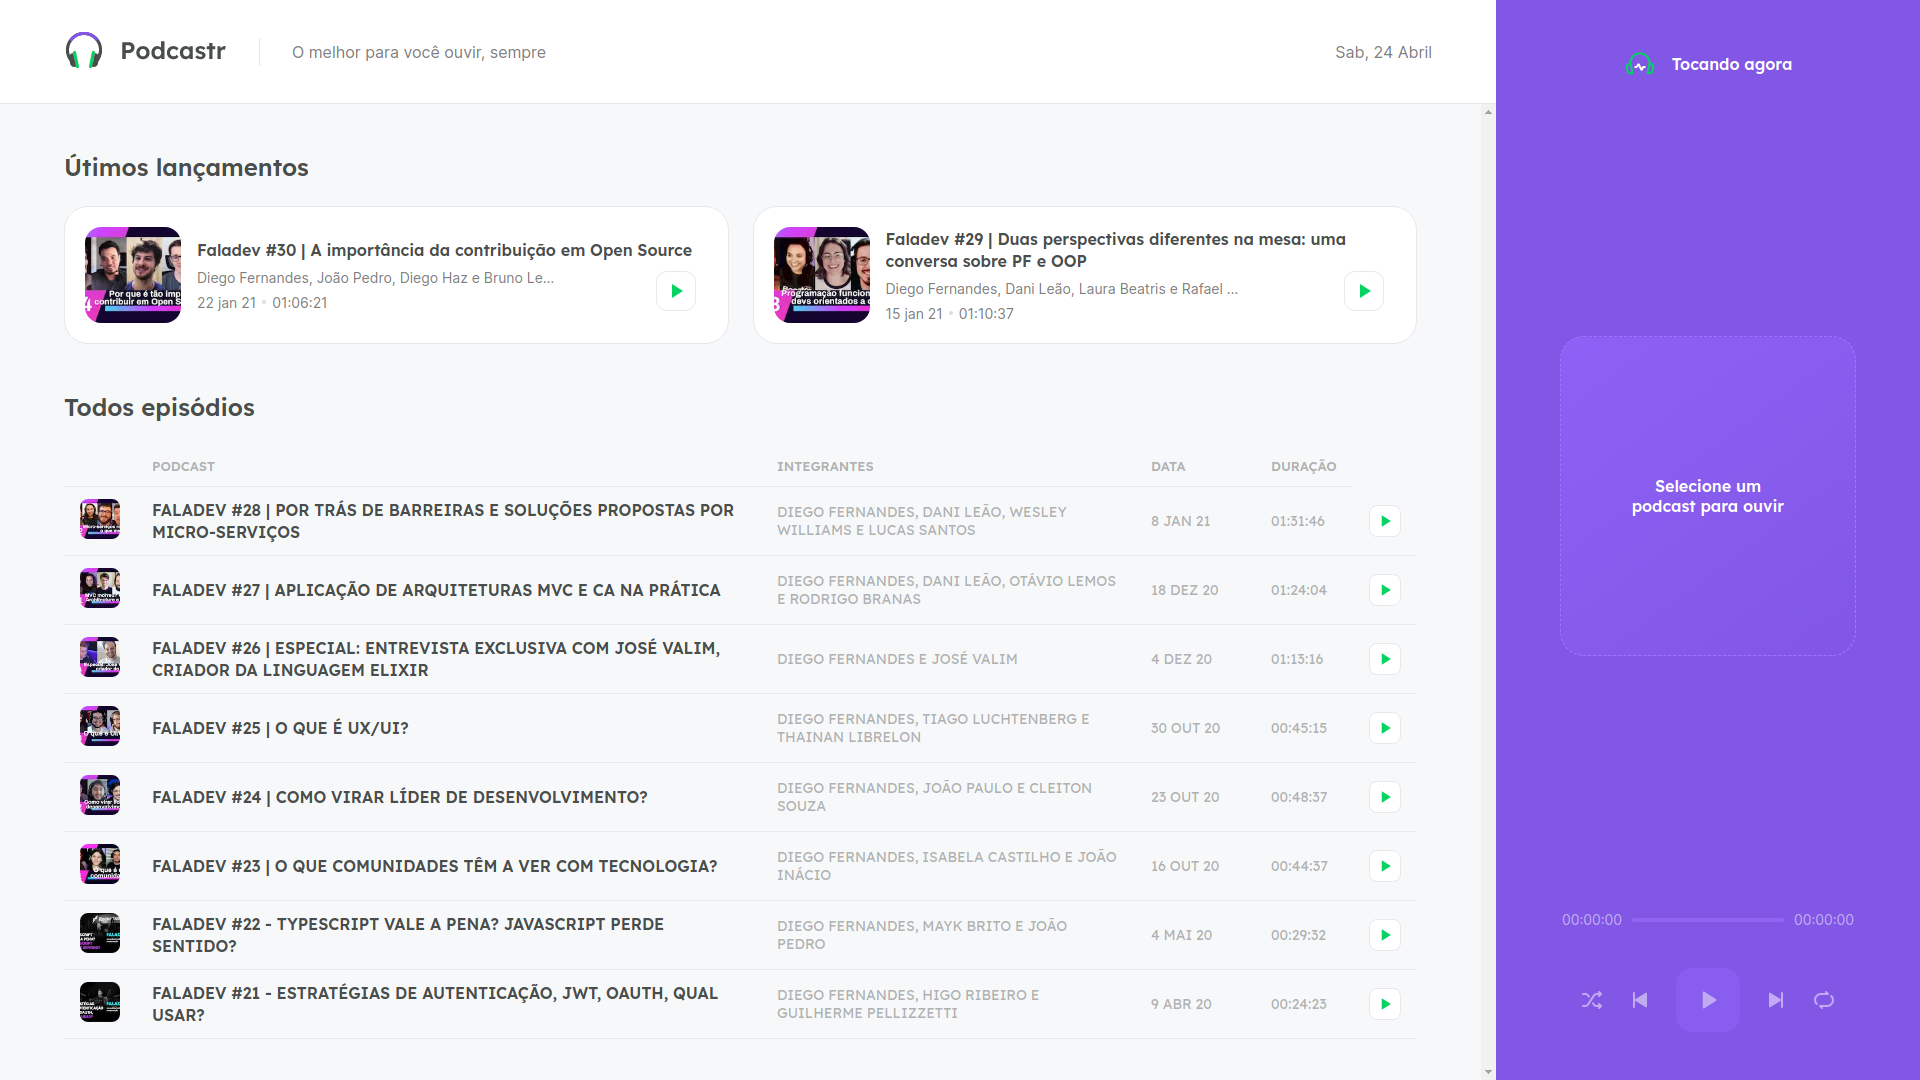 Podcastr
O melhor para você ouvir, sempre
Sab, 24 Abril
Tocando agora
Útimos lançamentos
Faladev #30 | A importância da contribuição em Open Source
Diego Fernandes, João Pedro, Diego Haz e Bruno Le...
22 jan 21 • 01:06:21
Faladev #29 | Duas perspectivas diferentes na mesa: uma
conversa sobre PF e OOP
Diego Fernandes, Dani Leão, Laura Beatris e Rafael ...
15 jan 21 • 01:10:37
Todos episódios
PODCAST INTEGRANTES DATA DURAÇÃO
FALADEV #28 | POR TRÁS DE BARREIRAS E SOLUÇÕES PROPOSTAS POR
MICRO-SERVIÇOS
DIEGO FERNANDES, DANI LEÃO, WESLEY
WILLIAMS E LUCAS SANTOS
8 JAN 21
01:31:46
FALADEV #27 | APLICAÇÃO DE ARQUITETURAS MVC E CA NA PRÁTICA
DIEGO FERNANDES, DANI LEÃO, OTÁVIO LEMOS
E RODRIGO BRANAS
18 DEZ 20
01:24:04
FALADEV #26 | ESPECIAL: ENTREVISTA EXCLUSIVA COM JOSÉ VALIM,
CRIADOR DA LINGUAGEM ELIXIR
DIEGO FERNANDES E JOSÉ VALIM
4 DEZ 20
01:13:16
FALADEV #25 | O QUE É UX/UI?
DIEGO FERNANDES, TIAGO LUCHTENBERG E
THAINAN LIBRELON
30 OUT 20
00:45:15
FALADEV #24 | COMO VIRAR LÍDER DE DESENVOLVIMENTO?
DIEGO FERNANDES, JOÃO PAULO E CLEITON
SOUZA
23 OUT 20
00:48:37
FALADEV #23 | O QUE COMUNIDADES TÊM A VER COM TECNOLOGIA?
DIEGO FERNANDES, ISABELA CASTILHO E JOÃO
INÁCIO
16 OUT 20
00:44:37
FALADEV #22 - TYPESCRIPT VALE A PENA? JAVASCRIPT PERDE
SENTIDO?
DIEGO FERNANDES, MAYK BRITO E JOÃO
PEDRO
4 MAI 20
00:29:32
FALADEV #21 - ESTRATÉGIAS DE AUTENTICAÇÃO, JWT, OAUTH, QUAL
USAR?
DIEGO FERNANDES, HIGO RIBEIRO E
GUILHERME PELLIZZETTI
9 ABR 20
00:24:23
Selecione um
podcast para ouvir
00:00:00
00:00:00